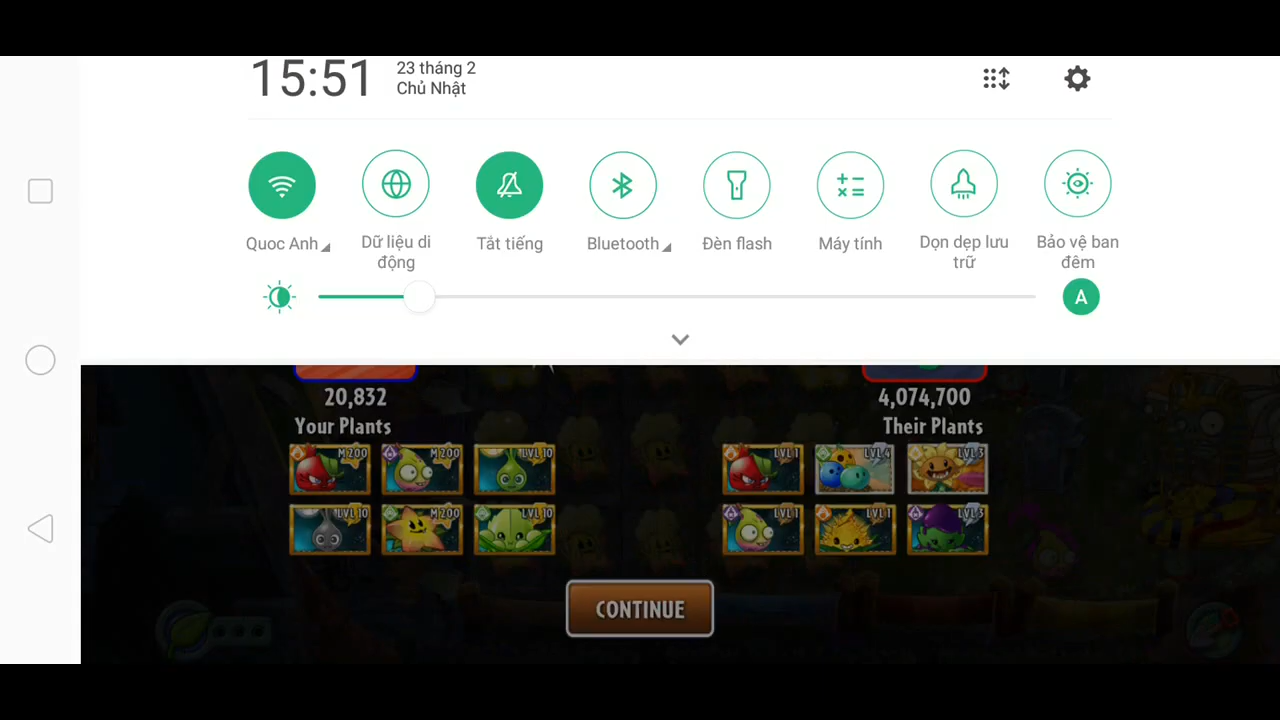 15:51
23 tháng 2
Chủ Nhật
Quoc Anh
Dữ liệu di động
Tắt tiếng
Bluetooth
Đèn flash
Máy tính
Dọn dẹp lưu trữ
Bảo vệ ban đêm
A
20,832
4,074,700
Your Plants
Their Plants
M200 M200 LVL 10
LVL 1 LVL 4 LVL 3
LVL 10 M200 LVL 10
LVL 1 LVL 1 LVL 3
CONTINUE